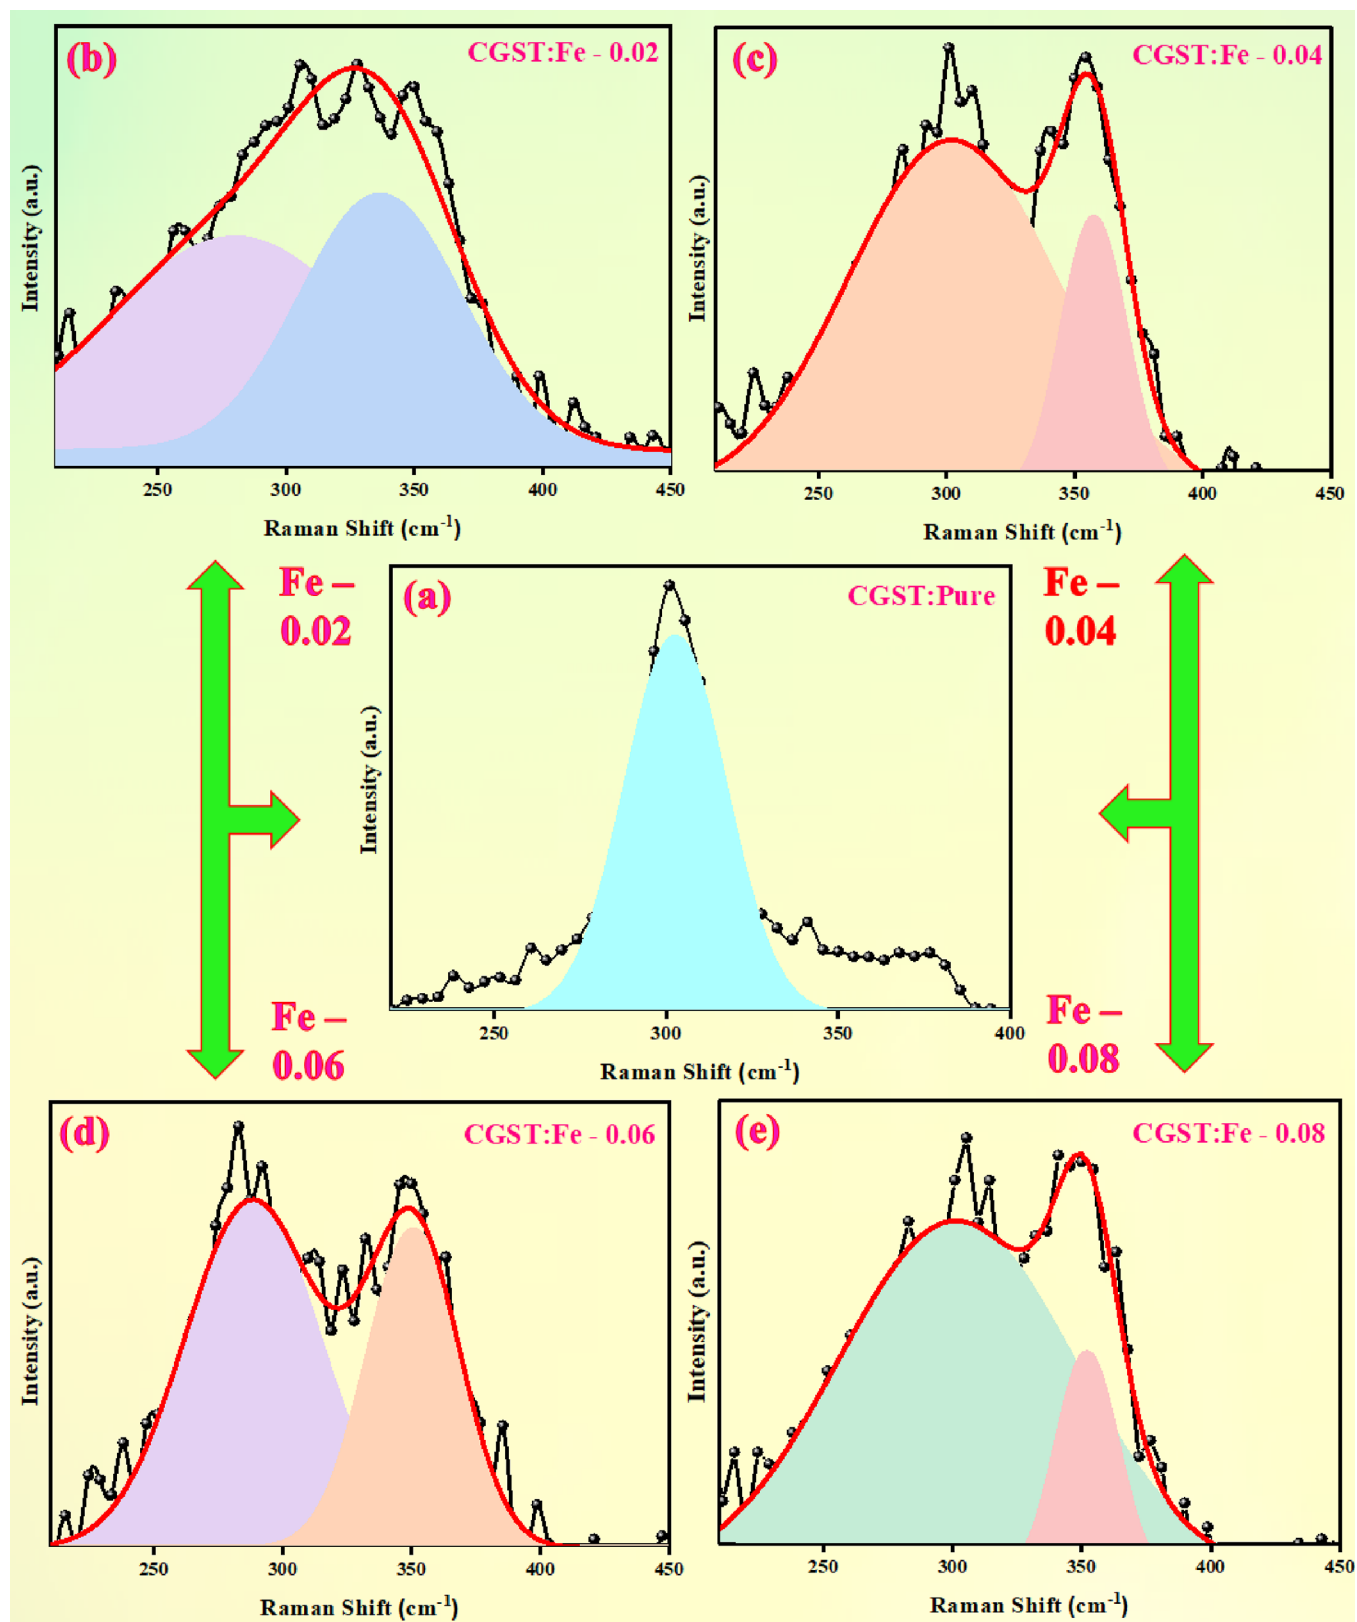 (b)
CGST:Fe - 0.02
Intensity (a.u.)
250 300 350 400 450
Raman Shift (cm⁻¹)
(c)
CGST:Fe - 0.04
Intensity (a.u.)
250 300 350 400 450
Raman Shift (cm⁻¹)
Fe –
0.02
(a)
CGST:Pure
Intensity (a.u.)
250 300 350 400
Raman Shift (cm⁻¹)
Fe –
0.04
Fe –
0.06
Fe –
0.08
(d)
CGST:Fe - 0.06
Intensity (a.u.)
250 300 350 400 450
Raman Shift (cm⁻¹)
(e)
CGST:Fe - 0.08
Intensity (a.u.)
250 300 350 400 450
Raman Shift (cm⁻¹)